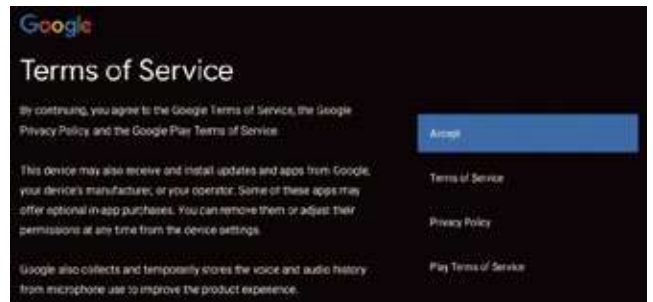 Google
Terms of Service
By continuing, you agree to the Google Terms of Service, the Google
Privacy Policy and the Google Play Terms of Service.
This device may also receive and install updates and apps from Google,
your device's manufacturer, or your operator. Some of these apps may
offer optional in-app purchases. You can remove them or adjust their
permissions at any time from the device settings.
Google also collects and temporarily stores the voice and audio history
from microphone use to improve the product experience.
Accept
Terms of Service
Privacy Policy
Play Terms of Service